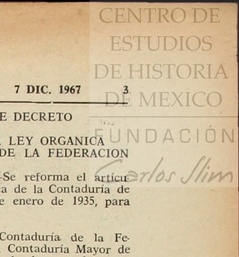 CENTRO DE
ESTUDIOS
DE HISTORIA
DE MEXICO
FUNDACIÓN
Carlos Slim
7 DIC. 1967 3
E DECRETO
LEY ORGANICA
DE LA FEDERACION
-Se reforma el artícu-
ca de la Contaduría de
e enero de 1935, para
Contaduría de la Fe-
Contaduría Mayor de